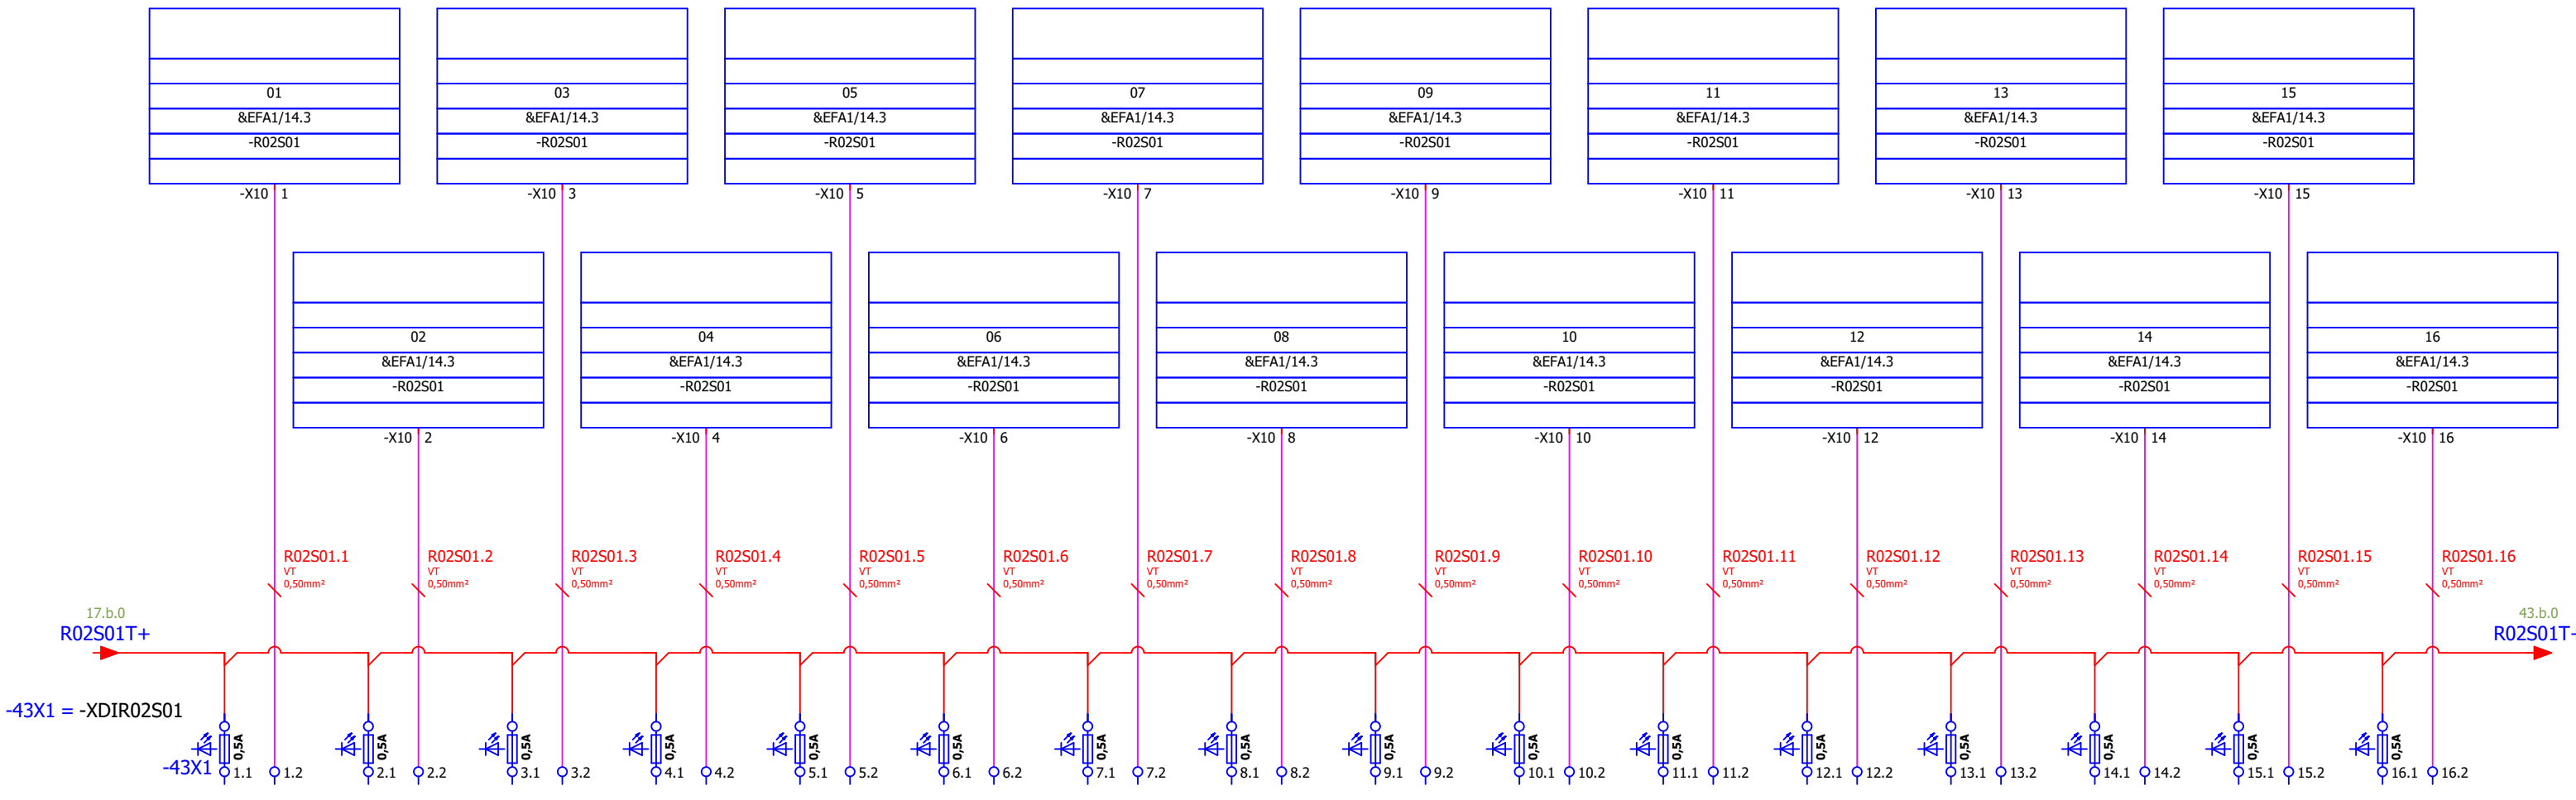 01 03 05 07 09 11 13 15
&EFA1/14.3 &EFA1/14.3 &EFA1/14.3 &EFA1/14.3 &EFA1/14.3 &EFA1/14.3 &EFA1/14.3 &EFA1/14.3
-R02S01 -R02S01 -R02S01 -R02S01 -R02S01 -R02S01 -R02S01 -R02S01
-X10 1 -X10 3 -X10 5 -X10 7 -X10 9 -X10 11 -X10 13 -X10 15
02 04 06 08 10 12 14 16
&EFA1/14.3 &EFA1/14.3 &EFA1/14.3 &EFA1/14.3 &EFA1/14.3 &EFA1/14.3 &EFA1/14.3 &EFA1/14.3
-R02S01 -R02S01 -R02S01 -R02S01 -R02S01 -R02S01 -R02S01 -R02S01
-X10 2 -X10 4 -X10 6 -X10 8 -X10 10 -X10 12 -X10 14 -X10 16
R02S01.1 R02S01.2 R02S01.3 R02S01.4 R02S01.5 R02S01.6 R02S01.7 R02S01.8 R02S01.9 R02S01.10 R02S01.11 R02S01.12 R02S01.13 R02S01.14 R02S01.15 R02S01.16
VT VT VT VT VT VT VT VT VT VT VT VT VT VT VT VT
0,50mm² 0,50mm² 0,50mm² 0,50mm² 0,50mm² 0,50mm² 0,50mm² 0,50mm² 0,50mm² 0,50mm² 0,50mm² 0,50mm² 0,50mm² 0,50mm² 0,50mm² 0,50mm²
17.b.0 43.b.0
R02S01T+ R02S01T
-43X1 = -XDIR02S01
0,5A 0,5A 0,5A 0,5A 0,5A 0,5A 0,5A 0,5A 0,5A 0,5A 0,5A 0,5A 0,5A 0,5A 0,5A 0,5A
-43X1 1.1 1.2 2.1 2.2 3.1 3.2 4.1 4.2 5.1 5.2 6.1 6.2 7.1 7.2 8.1 8.2 9.1 9.2 10.1 10.2 11.1 11.2 12.1 12.2 13.1 13.2 14.1 14.2 15.1 15.2 16.1 16.2